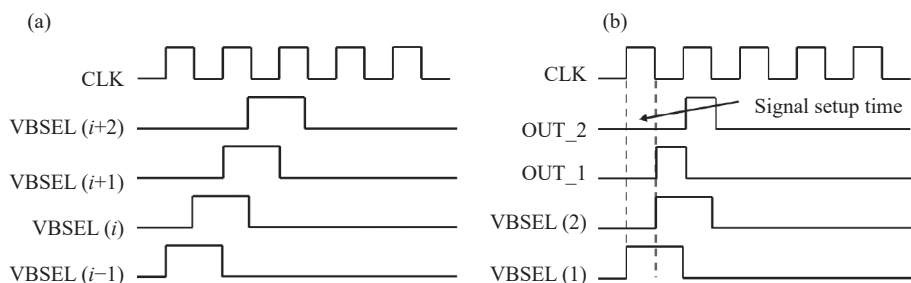 (a)
CLK
VBSEL (i+2)
VBSEL (i+1)
VBSEL (i)
VBSEL (i−1)
(b)
CLK
Signal setup time
OUT_2
OUT_1
VBSEL (2)
VBSEL (1)